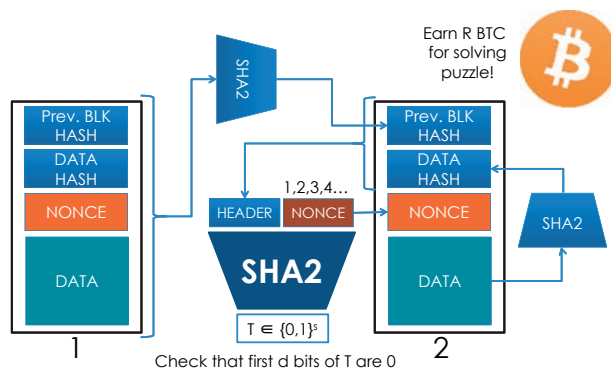 Earn R BTC
for solving
puzzle!
SHA2
Prev. BLK
HASH
DATA
HASH
NONCE
DATA
1
1,2,3,4...
HEADER
NONCE
SHA2
T ∈ {0,1}ˢ
Check that first d bits of T are 0
Prev. BLK
HASH
DATA
HASH
NONCE
DATA
2
SHA2